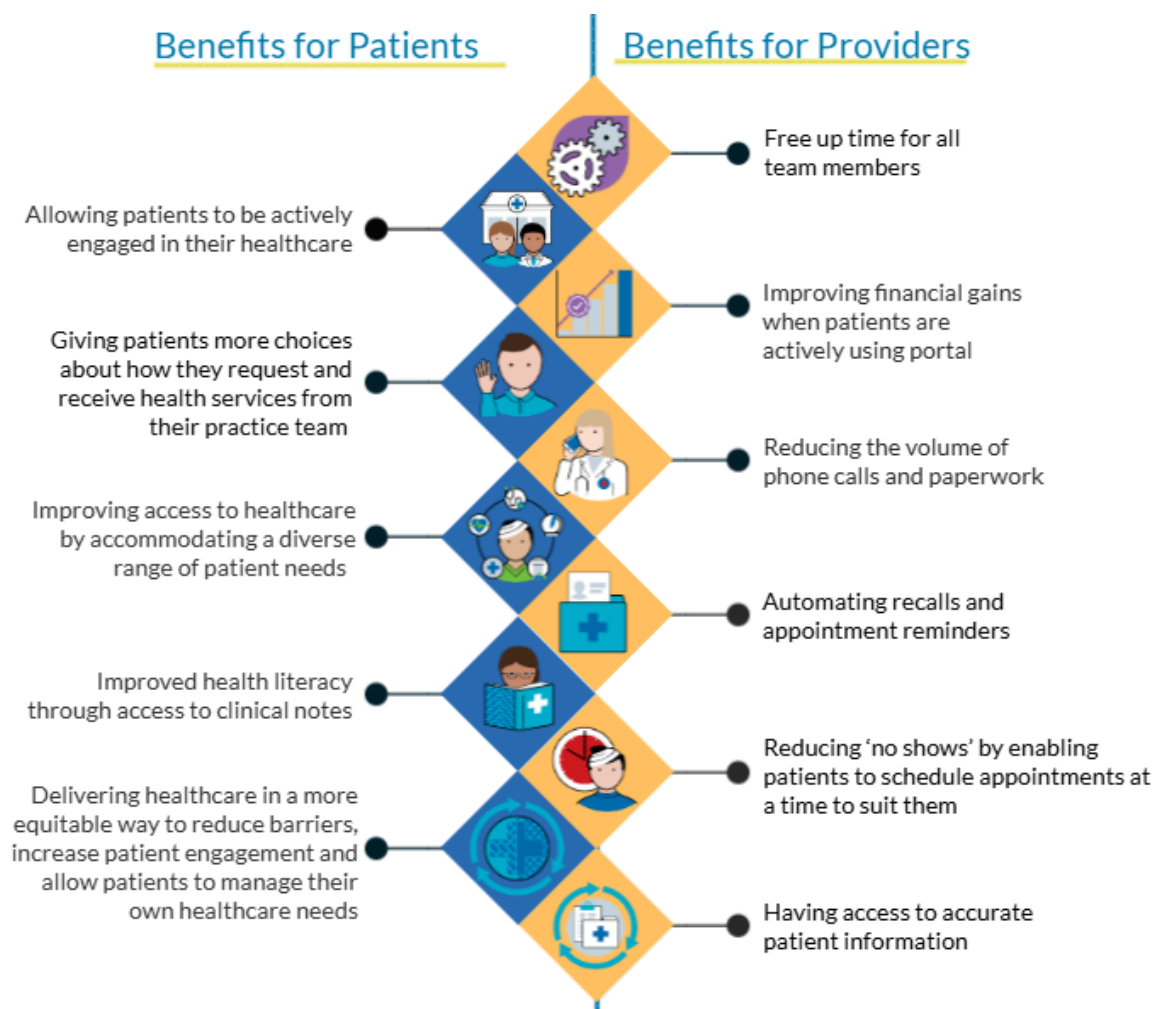 Benefits for Patients
Benefits for Providers
Free up time for all
team members
Allowing patients to be actively
engaged in their healthcare
Improving financial gains
when patients are
actively using portal
Giving patients more choices
about how they request and
receive health services from
their practice team
Reducing the volume of
phone calls and paperwork
Improving access to healthcare
by accommodating a diverse
range of patient needs
Automating recalls and
appointment reminders
Improved health literacy
through access to clinical notes
Reducing ‘no shows’ by enabling
patients to schedule appointments at
a time to suit them
Delivering healthcare in a more
equitable way to reduce barriers,
increase patient engagement and
allow patients to manage their
own healthcare needs
Having access to accurate
patient information